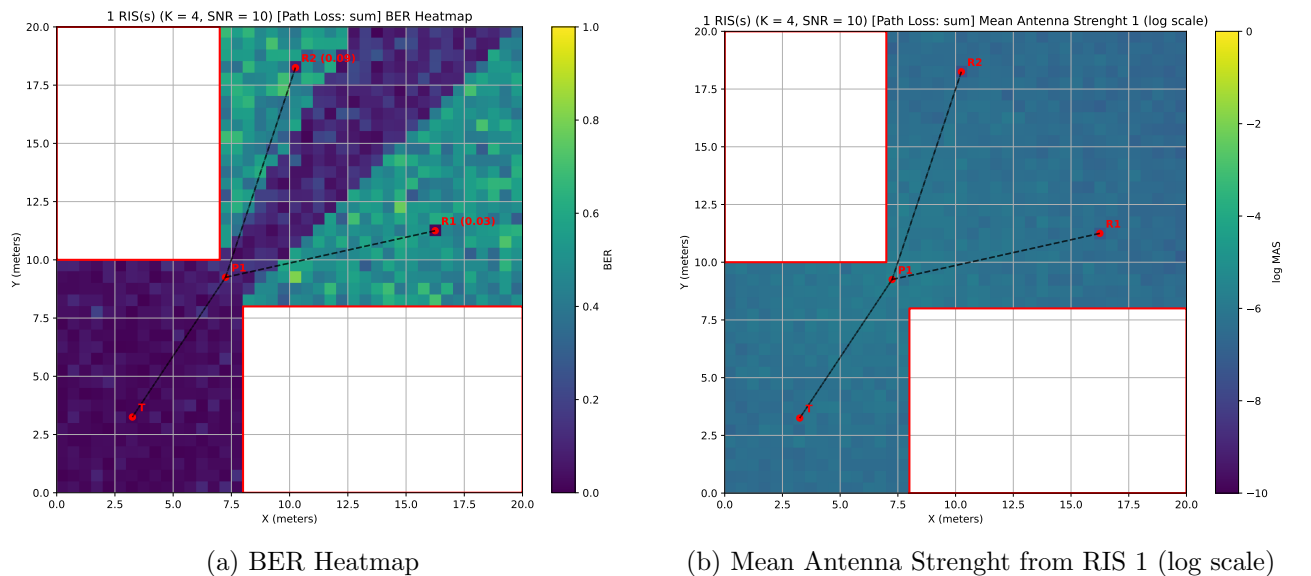 1 RIS(s) (K = 4, SNR = 10) [Path Loss: sum] BER Heatmap
20.0
17.5
15.0
12.5
10.0
7.5
5.0
2.5
0.0
Y (meters)
R2 (0.09)
R1 (0.03)
P1
T
0.0 2.5 5.0 7.5 10.0 12.5 15.0 17.5 20.0
X (meters)
1.0
0.8
0.6
0.4
0.2
0.0
BER
(a) BER Heatmap
1 RIS(s) (K = 4, SNR = 10) [Path Loss: sum] Mean Antenna Strenght 1 (log scale)
20.0
17.5
15.0
12.5
10.0
7.5
5.0
2.5
0.0
Y (meters)
R2
R1
P1
T
0.0 2.5 5.0 7.5 10.0 12.5 15.0 17.5 20.0
X (meters)
0
−2
−4
−6
−8
−10
log MAS
(b) Mean Antenna Strenght from RIS 1 (log scale)